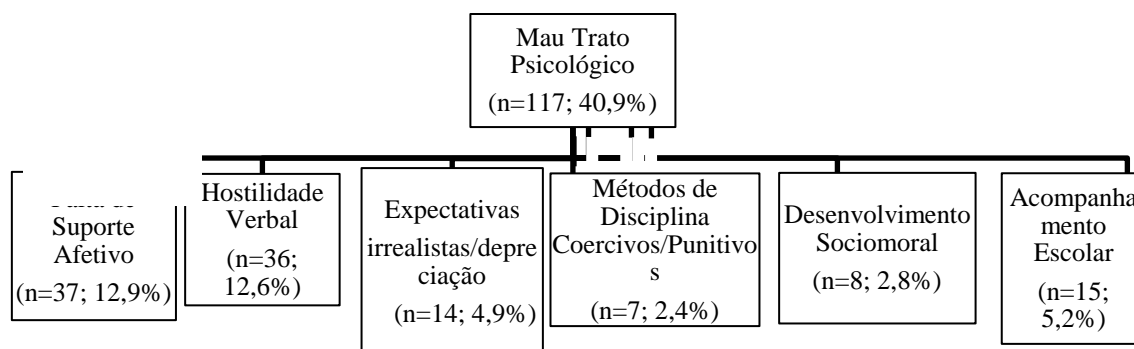 Mau Trato
Psicológico
(n=117; 40,9%)
Suporte
Afetivo
(n=37; 12,9%)
Hostilidade
Verbal
(n=36;
12,6%)
Expectativas
irrealistas/depre
ciação
(n=14; 4,9%)
Métodos de
Disciplina
Coercivos/Punitivo
s
(n=7; 2,4%)
Desenvolvimento
Sociomoral
(n=8; 2,8%)
Acompanha
mento
Escolar
(n=15;
5,2%)